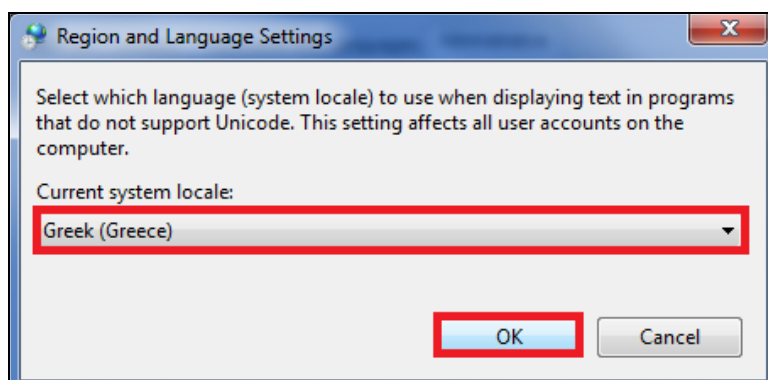 Region and Language Settings
Select which language (system locale) to use when displaying text in programs
that do not support Unicode. This setting affects all user accounts on the
computer.
Current system locale:
Greek (Greece)
OK
Cancel